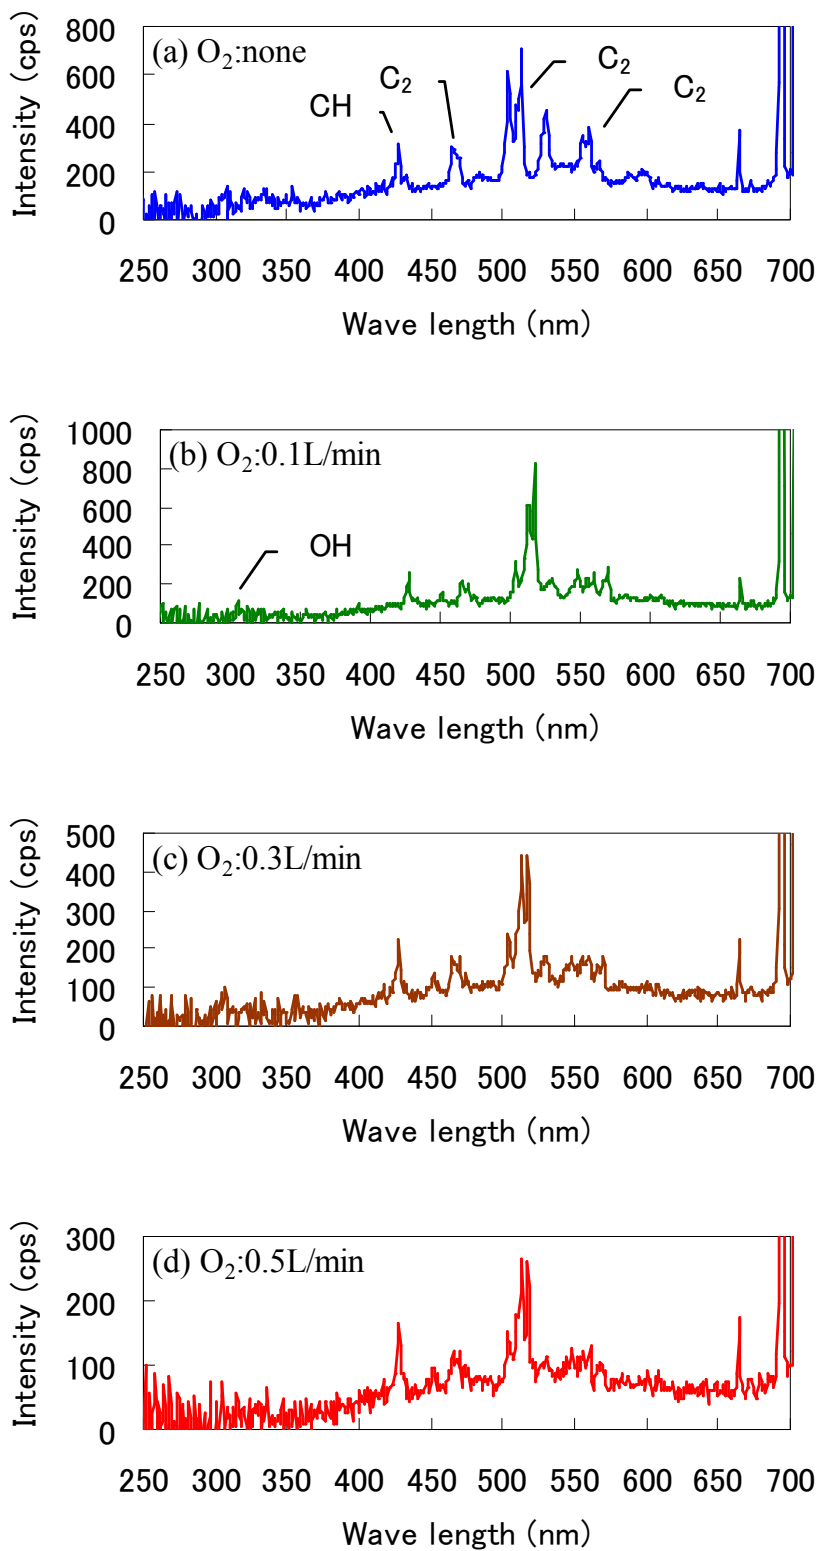 Intensity (cps)
800
600
400
200
0
(a) O2:none
CH
C2
C2
C2
250 300 350 400 450 500 550 600 650 700
Wave length (nm)
Intensity (cps)
1000
800
600
400
200
0
(b) O2:0.1L/min
OH
250 300 350 400 450 500 550 600 650 700
Wave length (nm)
Intensity (cps)
500
400
300
200
100
0
(c) O2:0.3L/min
250 300 350 400 450 500 550 600 650 700
Wave length (nm)
Intensity (cps)
300
200
100
0
(d) O2:0.5L/min
250 300 350 400 450 500 550 600 650 700
Wave length (nm)